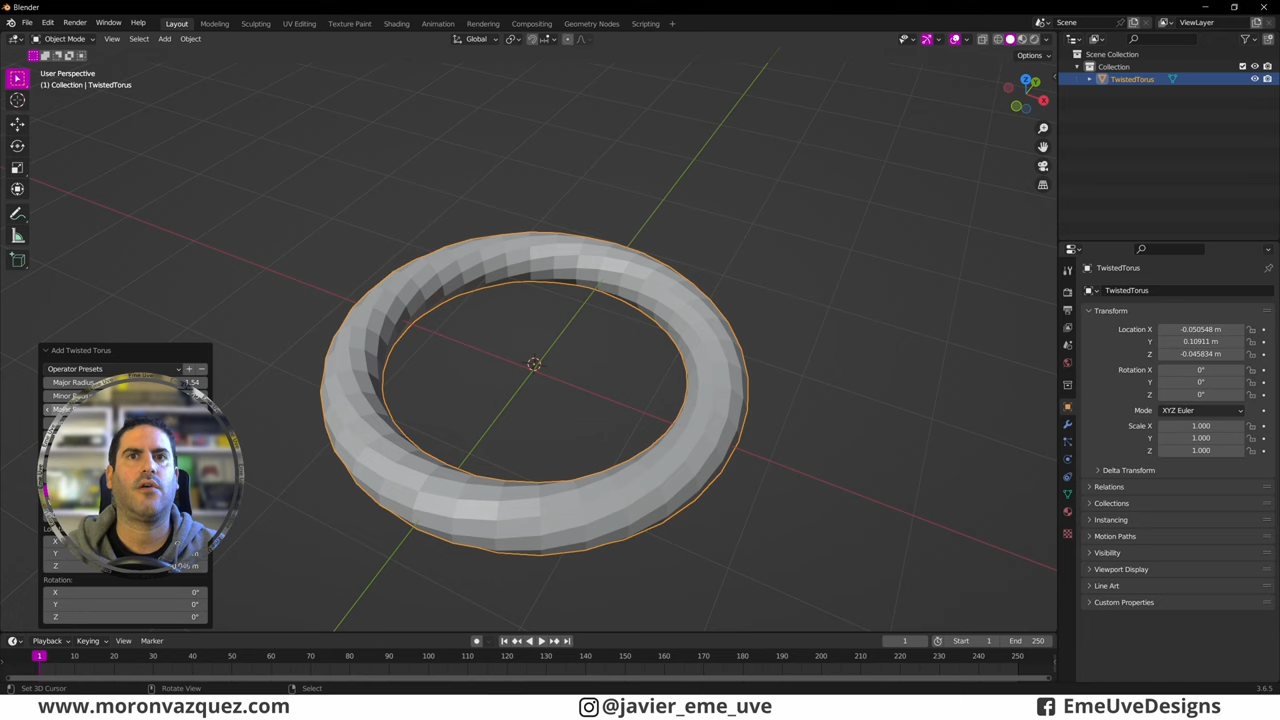 Blender
File Edit Render Window Help Layout Modeling Sculpting UV Editing Texture Paint Shading Animation Rendering Compositing Geometry Nodes Scripting + Scene ViewLayer
Object Mode View Select Add Object Global
Options
User Perspective
(1) Collection | TwistedTorus
Z
Y
X
Scene Collection
Collection
TwistedTorus
TwistedTorus
TwistedTorus
Transform
Location X -0.050548 m
Y 0.10911 m
Z -0.045834 m
Rotation X 0°
Y 0°
Z 0°
Mode XYZ Euler
Scale X 1.000
Y 1.000
Z 1.000
Delta Transform
Relations
Collections
Instancing
Motion Paths
Visibility
Viewport Display
Line Art
Custom Properties
Add Twisted Torus
Operator Presets
X
Y
Z
Rotation:
X 0°
Y 0°
Z 0°
Playback Keying View Marker 1 Start 1 End 250
1 10 20 30 40 50 60 70 80 90 100 110 120 130 140 150 160 170 180 190 200 210 220 230 240 250
Set 3D Cursor Rotate View Select 3.6.5
www.moronvazquez.com @javier_eme_uve EmeUveDesigns